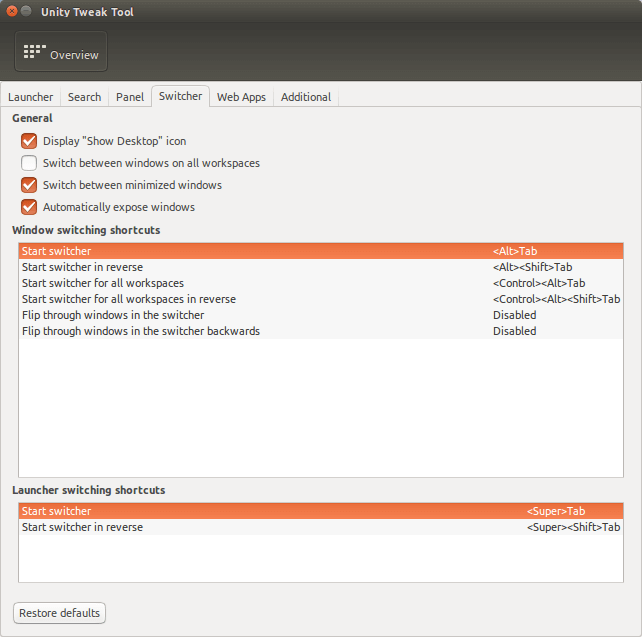 Unity Tweak Tool
Overview
Launcher Search Panel Switcher Web Apps Additional
General
Display "Show Desktop" icon
Switch between windows on all workspaces
Switch between minimized windows
Automatically expose windows
Window switching shortcuts
Start switcher <Alt>Tab
Start switcher in reverse <Alt><Shift>Tab
Start switcher for all workspaces <Control><Alt>Tab
Start switcher for all workspaces in reverse <Control><Alt><Shift>Tab
Flip through windows in the switcher Disabled
Flip through windows in the switcher backwards Disabled
Launcher switching shortcuts
Start switcher <Super>Tab
Start switcher in reverse <Super><Shift>Tab
Restore defaults